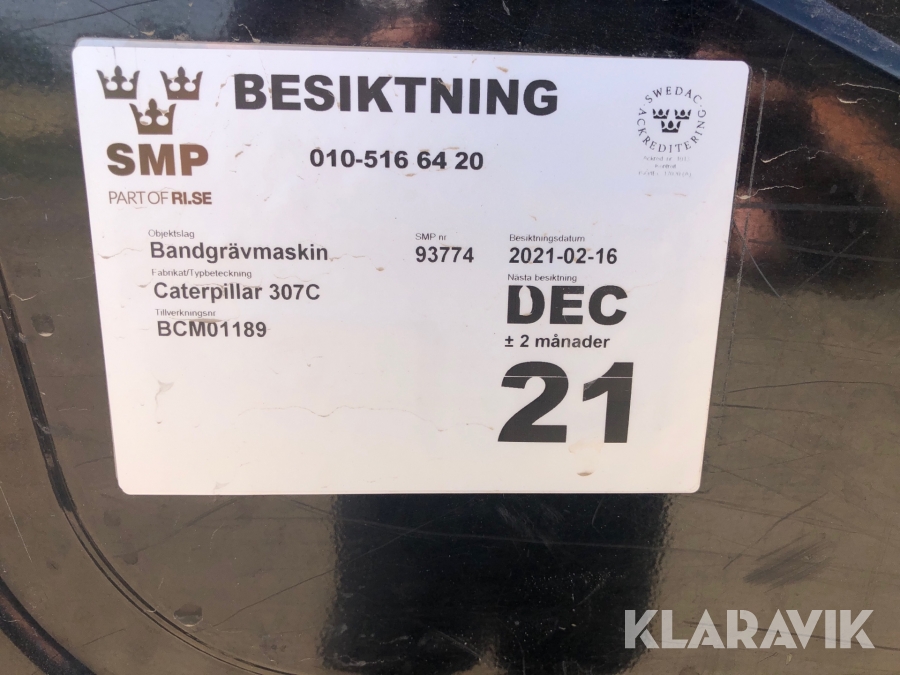 BESIKTNING
SMP
PART OF RI.SE
010-516 64 20
SWEDAC
ACKREDITERING
Objektslag
Bandgrävmaskin
SMP nr
93774
Besiktningsdatum
2021-02-16
Fabrikat/Typbeteckning
Caterpillar 307C
Nästa besiktning
DEC
± 2 månader
21
Tillverkningsnr
BCM01189
KLARAVIK